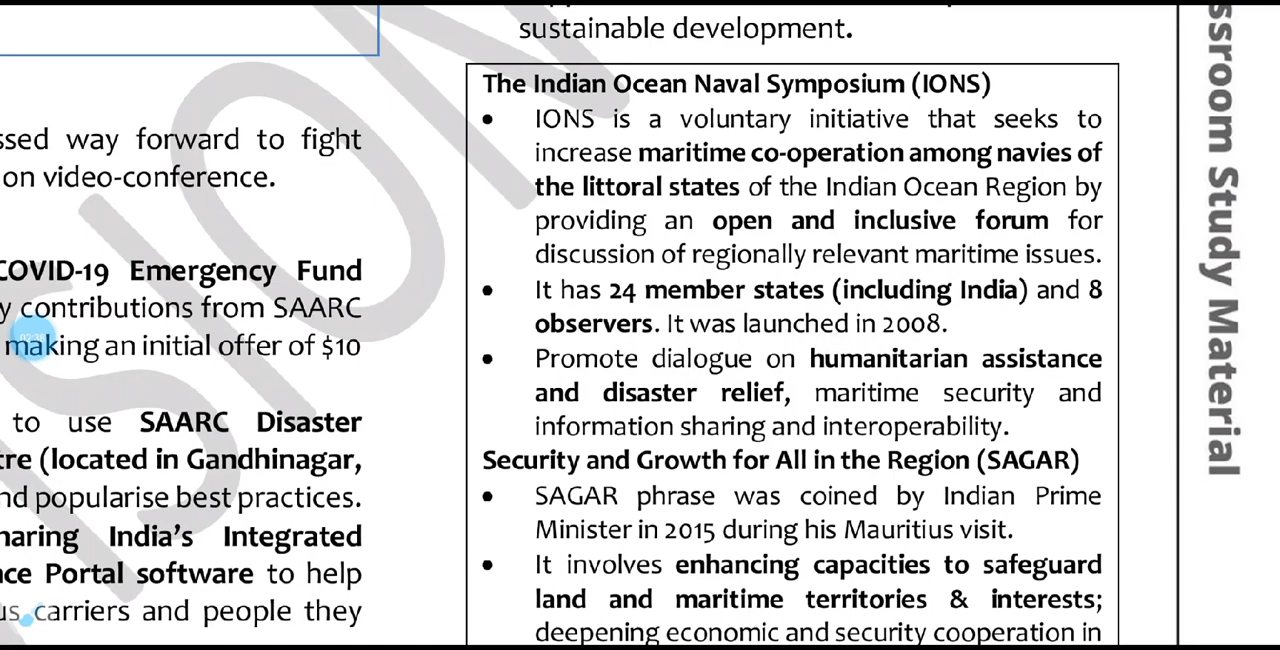 ssed way forward to fight
on video-conference.
COVID-19 Emergency Fund
y contributions from SAARC
making an initial offer of $10
to use SAARC Disaster
tre (located in Gandhinagar,
nd popularise best practices.
haring India's Integrated
nce Portal software to help
us carriers and people they
sustainable development.
The Indian Ocean Naval Symposium (IONS)
• IONS is a voluntary initiative that seeks to
increase maritime co-operation among navies of
the littoral states of the Indian Ocean Region by
providing an open and inclusive forum for
discussion of regionally relevant maritime issues.
• It has 24 member states (including India) and 8
observers. It was launched in 2008.
• Promote dialogue on humanitarian assistance
and disaster relief, maritime security and
information sharing and interoperability.
Security and Growth for All in the Region (SAGAR)
• SAGAR phrase was coined by Indian Prime
Minister in 2015 during his Mauritius visit.
• It involves enhancing capacities to safeguard
land and maritime territories & interests;
deepening economic and security cooperation in
ssroom Study Material